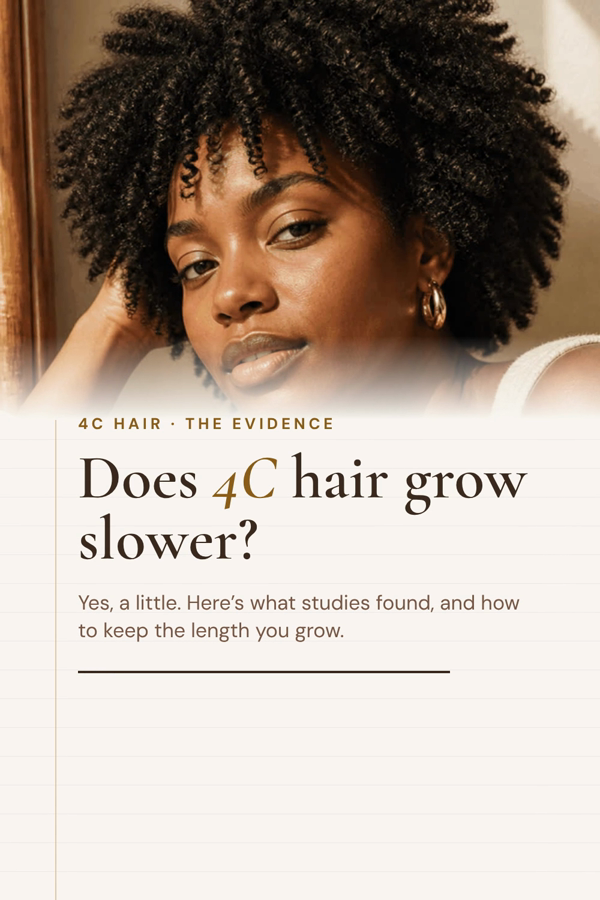 4C HAIR · THE EVIDENCE
Does 4C hair grow
slower?
Yes, a little. Here’s what studies found, and how
to keep the length you grow.